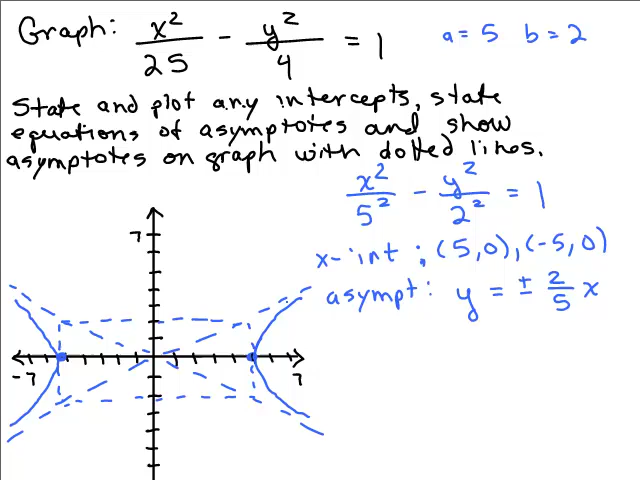 Graph: x²/25 - y²/4 = 1 a = 5 b = 2
State and plot any intercepts, state
equations of asymptotes and show
asymptotes on graph with dotted lines.
x²/5² - y²/2² = 1
x-int : (5, 0), (-5, 0)
asympt: y = ± 2/5 x
7
-7 7